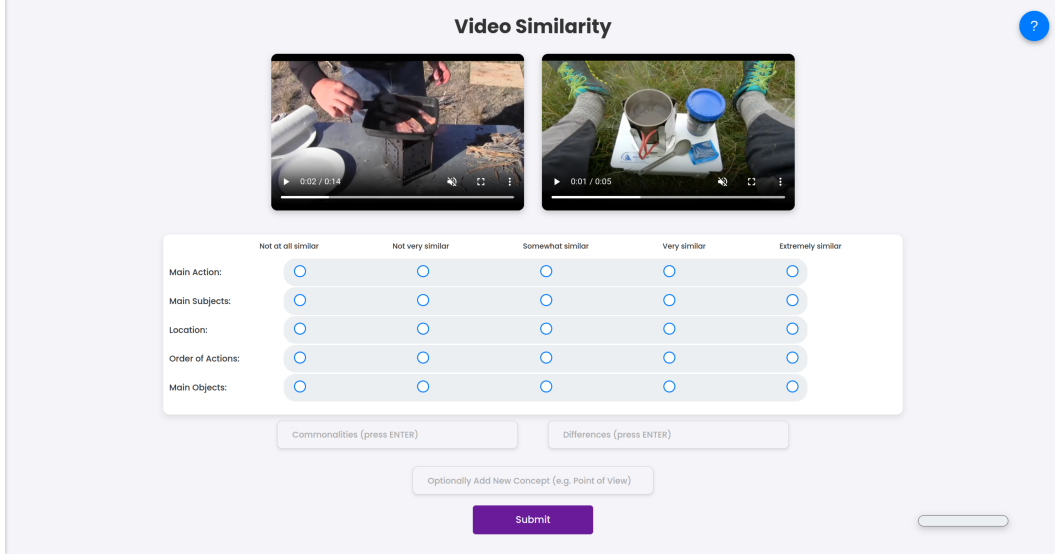 Video Similarity
?
0:02 / 0:14
0:01 / 0:05
Not at all similar Not very similar Somewhat similar Very similar Extremely similar
Main Action:
Main Subjects:
Location:
Order of Actions:
Main Objects:
Commonalities (press ENTER) Differences (press ENTER)
Optionally Add New Concept (e.g. Point of View)
Submit